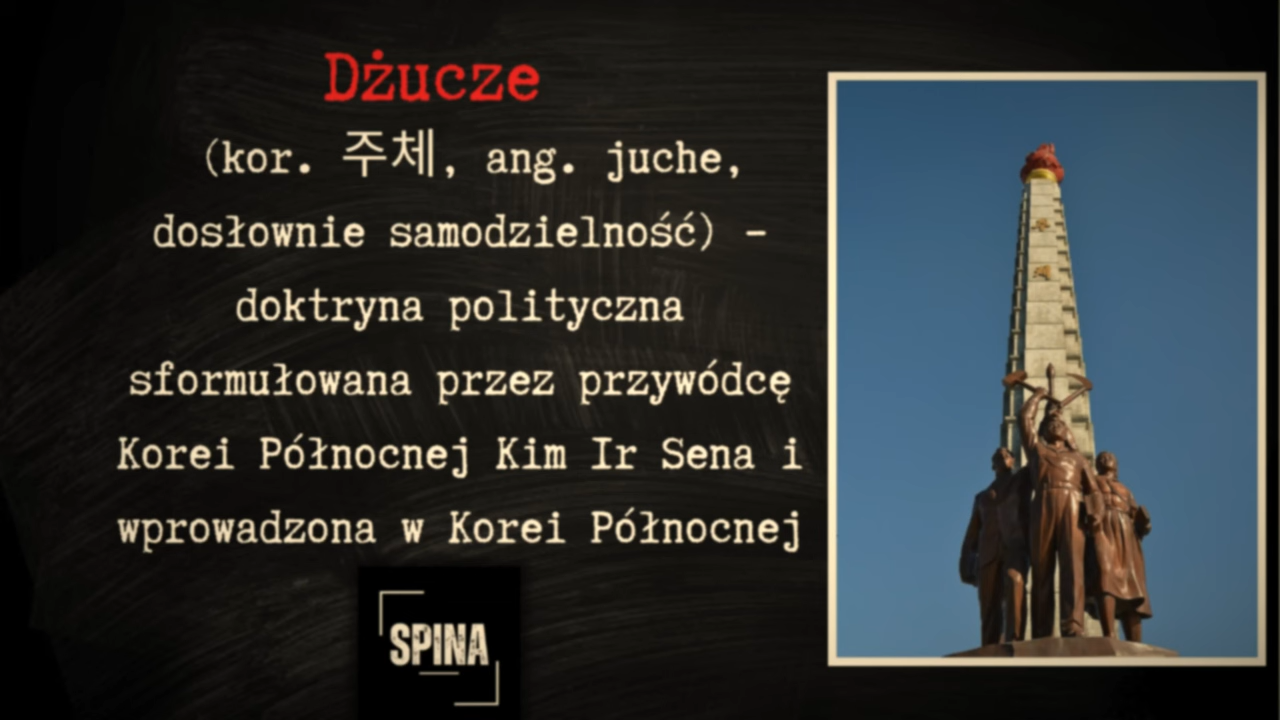 Dżucze
(kor. 주체, ang. juche,
dosłownie samodzielność) -
doktryna polityczna
sformułowana przez przywódcę
Korei Północnej Kim Ir Sena i
wprowadzona w Korei Północnej
SPINA